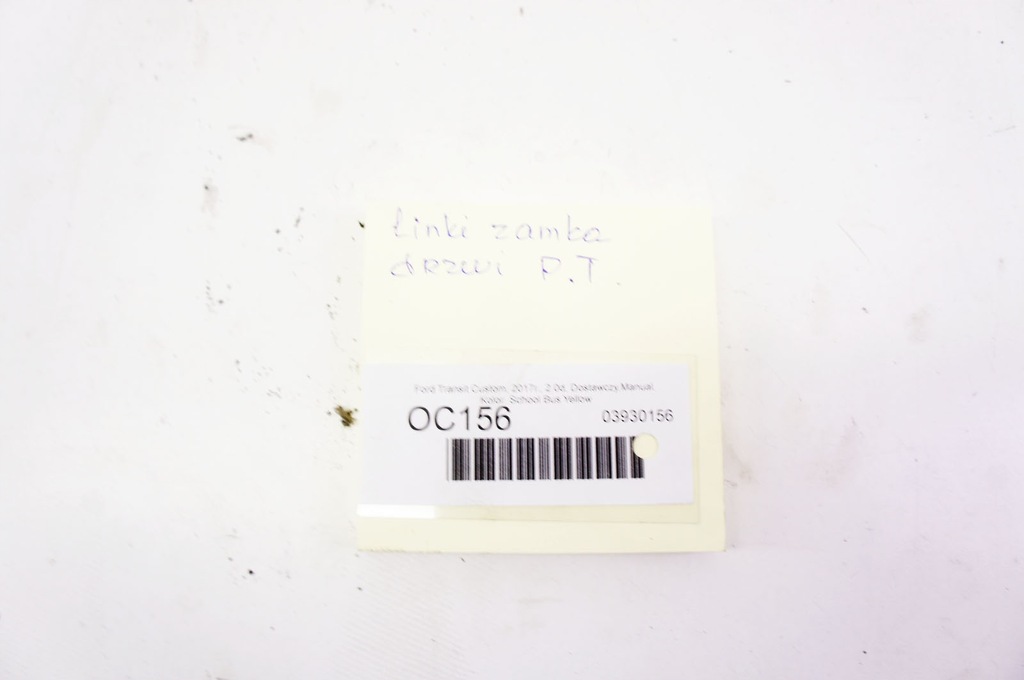 Linki zamka
drzwi P.T.
Ford Transit Custom, 2017r., 2.0d, Dostawczy,Manual,
Kolor: School Bus Yellow
OC156
03930156